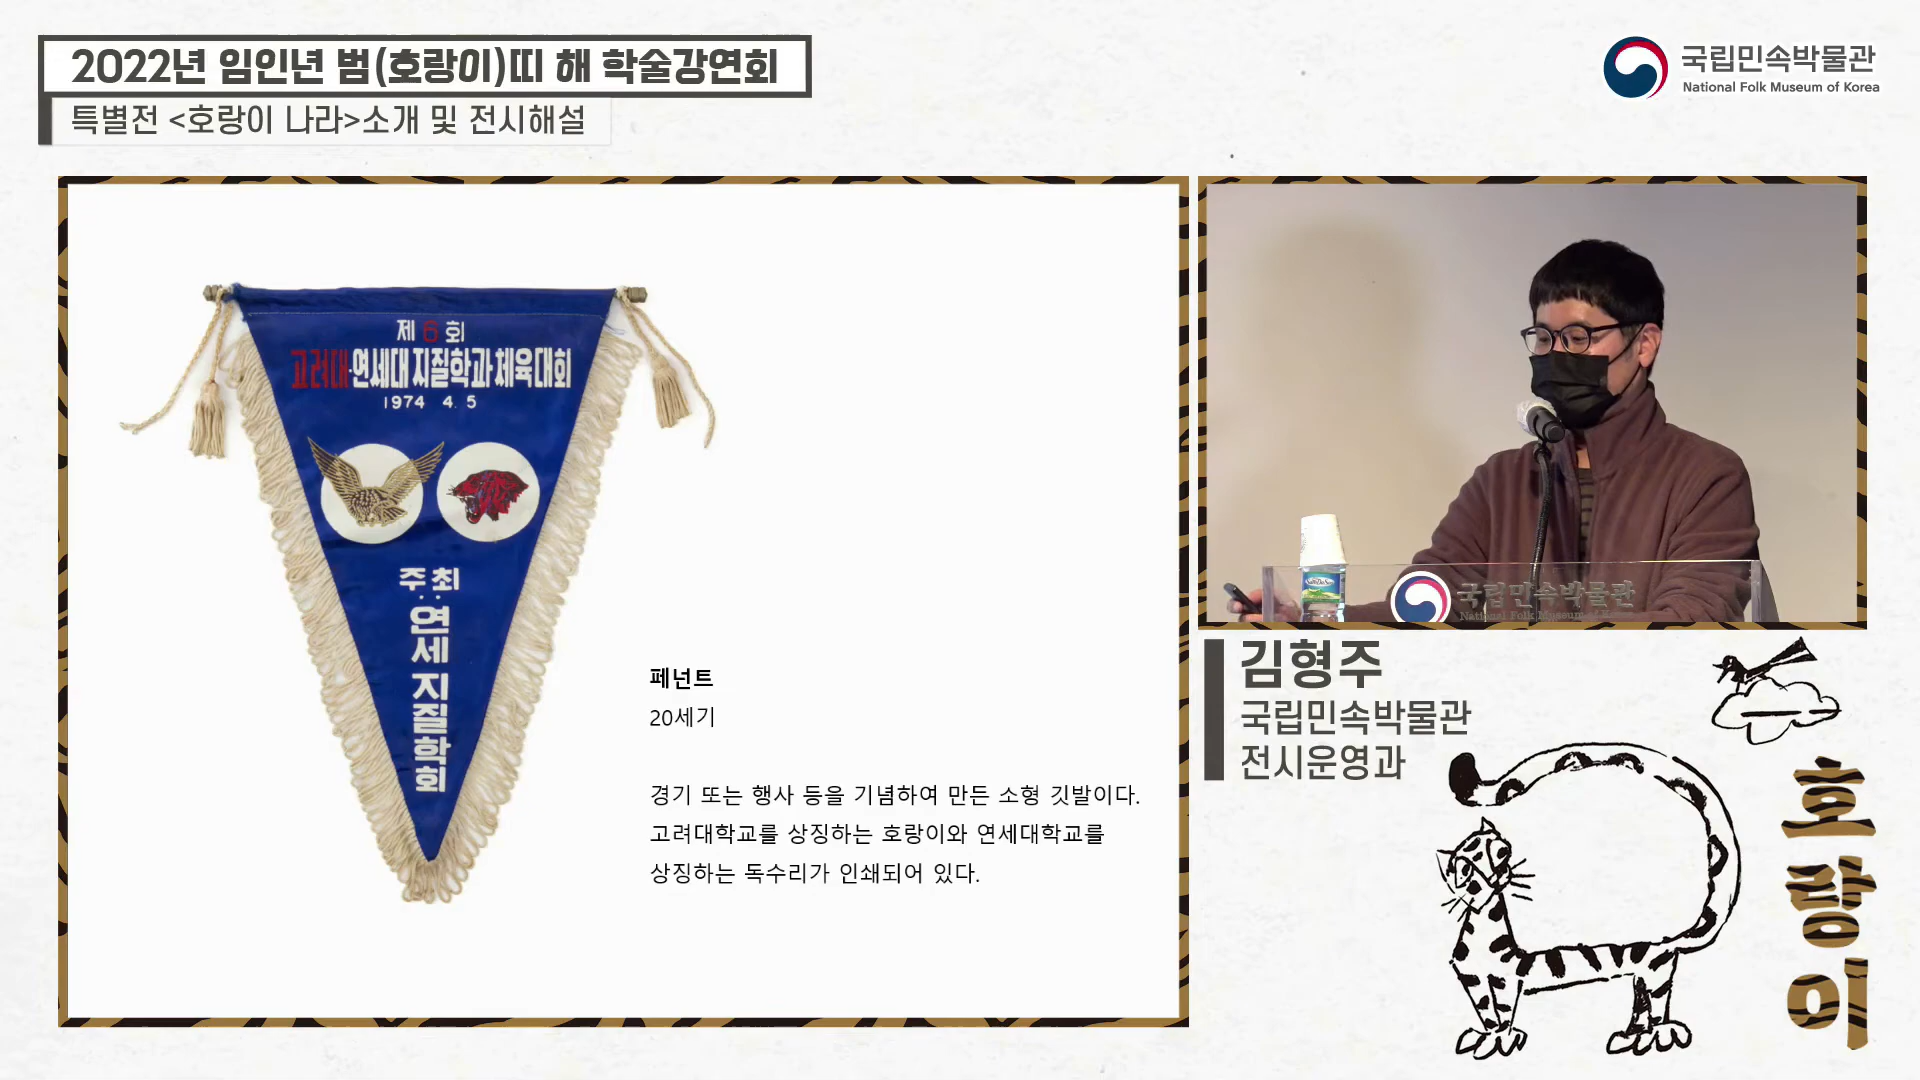 2022년 임인년 범(호랑이)띠 해 학술강연회
특별전 <호랑이 나라>소개 및 전시해설
국립민속박물관
National Folk Museum of Korea
제 6 회
고려대·연세대 지질학과 체육대회
1974 4. 5
주최
연세 지질학회
페넌트
20세기
경기 또는 행사 등을 기념하여 만든 소형 깃발이다.
고려대학교를 상징하는 호랑이와 연세대학교를
상징하는 독수리가 인쇄되어 있다.
국립민속박물관
National Folk Museum of
김형주
국립민속박물관
전시운영과
호랑이